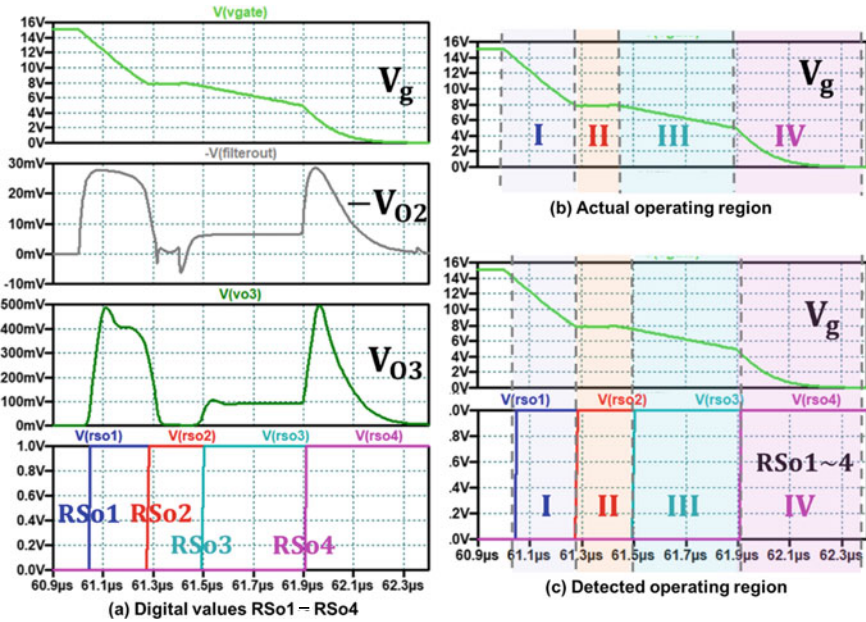 V(vgate)
16V
14V
12V
10V
8V
6V
4V
2V
0V
Vg
-V(filterout)
30mV
20mV
10mV
0mV
-10mV
−VO2
V(vo3)
500mV
400mV
300mV
200mV
100mV
0mV
VO3
V(rso1) V(rso2) V(rso3) V(rso4)
1.0V
0.8V
0.6V
0.4V
0.2V
0.0V
RSo1 RSo2
RSo3 RSo4
60.9µs 61.1µs 61.3µs 61.5µs 61.7µs 61.9µs 62.1µs 62.3µs
(a) Digital values RSo1 − RSo4
16V
14V
12V
10V
8V
6V
4V
2V
0V
Vg
I II III IV
(b) Actual operating region
16V
14V
12V
10V
8V
6V
4V
2V
0V
Vg
V(rso1) V(rso2) V(rso3) V(rso4)
.0V
.8V
.6V
.4V
.2V
.0V
RSo1~4
I II III IV
60.9µs 61.1µs 61.3µs 61.5µs 61.7µs 61.9µs 62.1µs 62.3µs
(c) Detected operating region